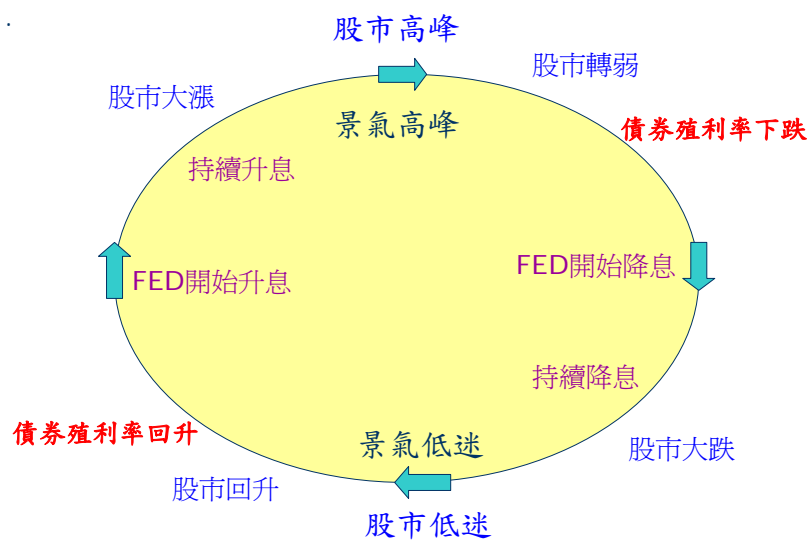 .
股市高峰
股市轉弱
股市大漲
景氣高峰
債券殖利率下跌
持續升息
FED開始升息
FED開始降息
持續降息
債券殖利率回升
景氣低迷
股市大跌
股市回升
股市低迷